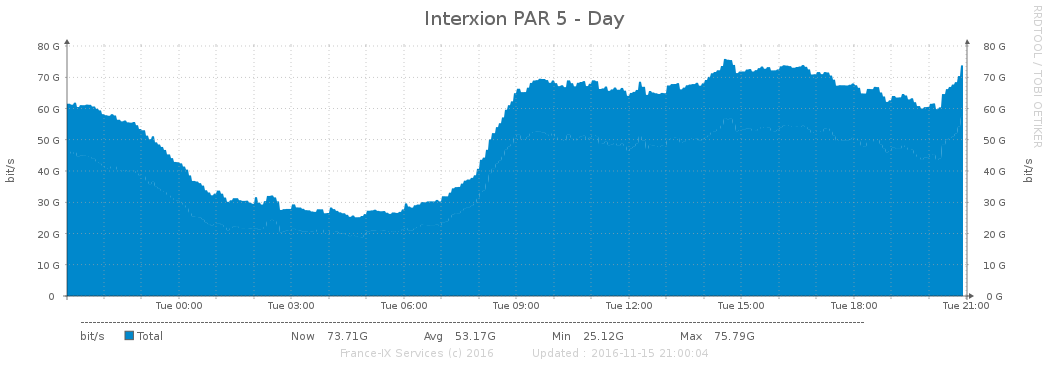 Interxion PAR 5 - Day
RRDTOOL / TOBI OETIKER
bit/s
80 G 80 G
70 G 70 G
60 G 60 G
50 G 50 G
40 G 40 G
30 G 30 G
20 G 20 G
10 G 10 G
0 0 G
bit/s
Tue 00:00 Tue 03:00 Tue 06:00 Tue 09:00 Tue 12:00 Tue 15:00 Tue 18:00 Tue 21:00
bit/s Total Now 73.71G Avg 53.17G Min 25.12G Max 75.79G
France-IX Services (c) 2016 Updated : 2016-11-15 21:00:04